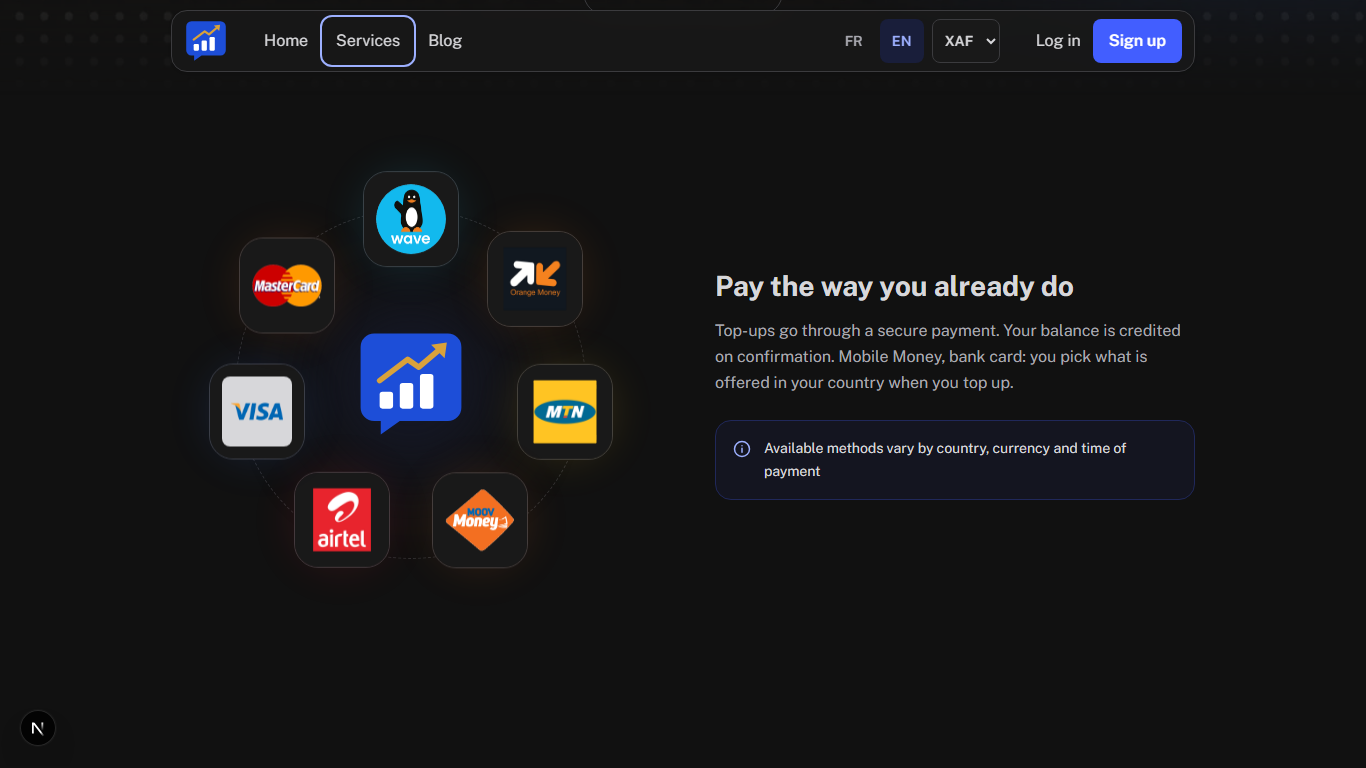 Home Services Blog FR EN XAF Log in Sign up
wave
MasterCard
Orange Money
Pay the way you already do
Top-ups go through a secure payment. Your balance is credited
on confirmation. Mobile Money, bank card: you pick what is
offered in your country when you top up.
VISA
MTN
Available methods vary by country, currency and time of
payment
airtel
MOOV
Money
N